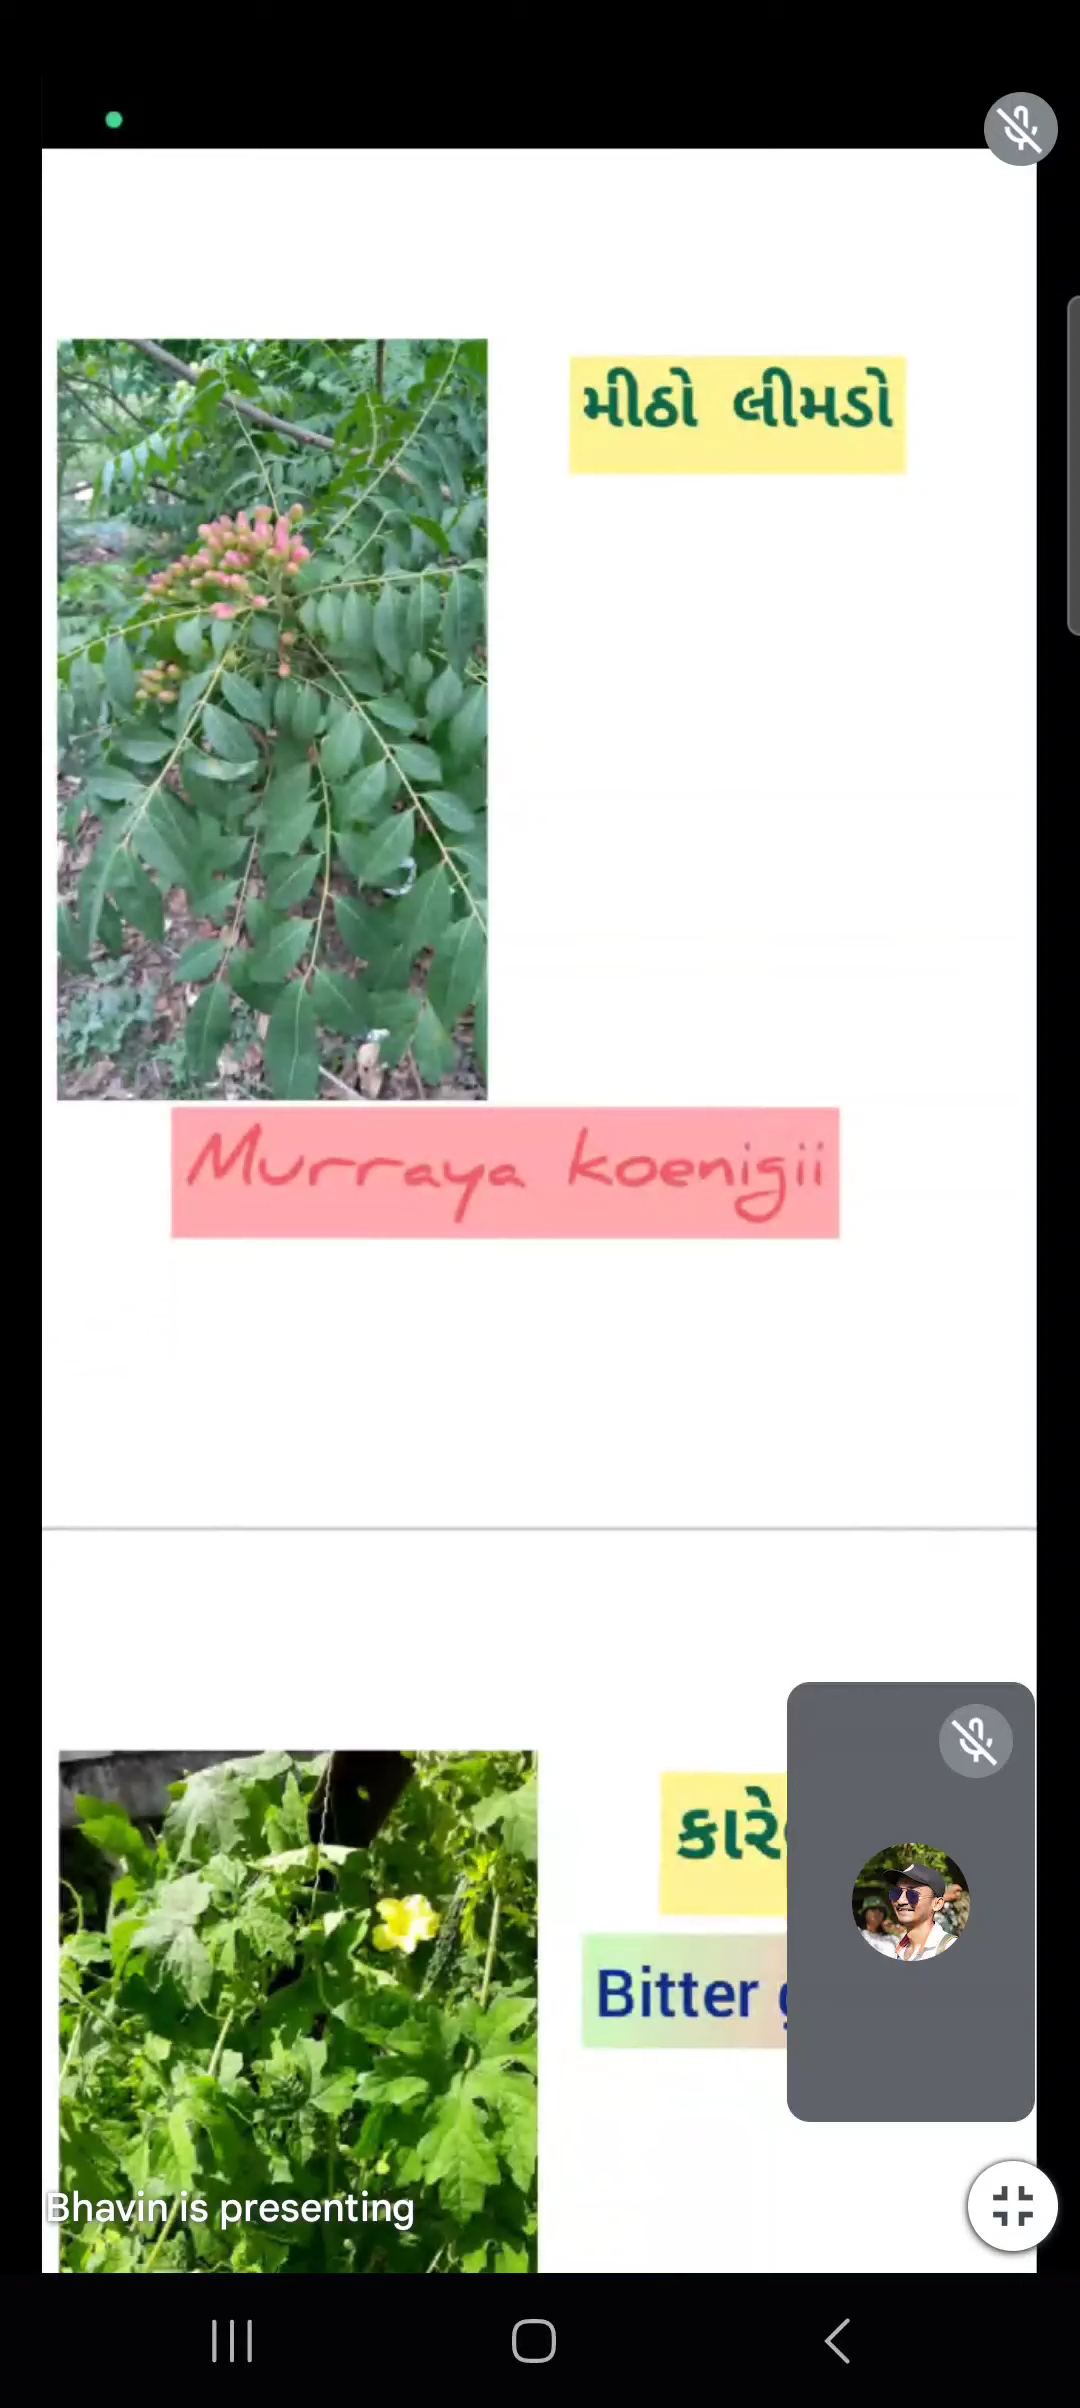 મીઠો લીમડો
Murraya koenigii
Bitter
Bhavin is presenting